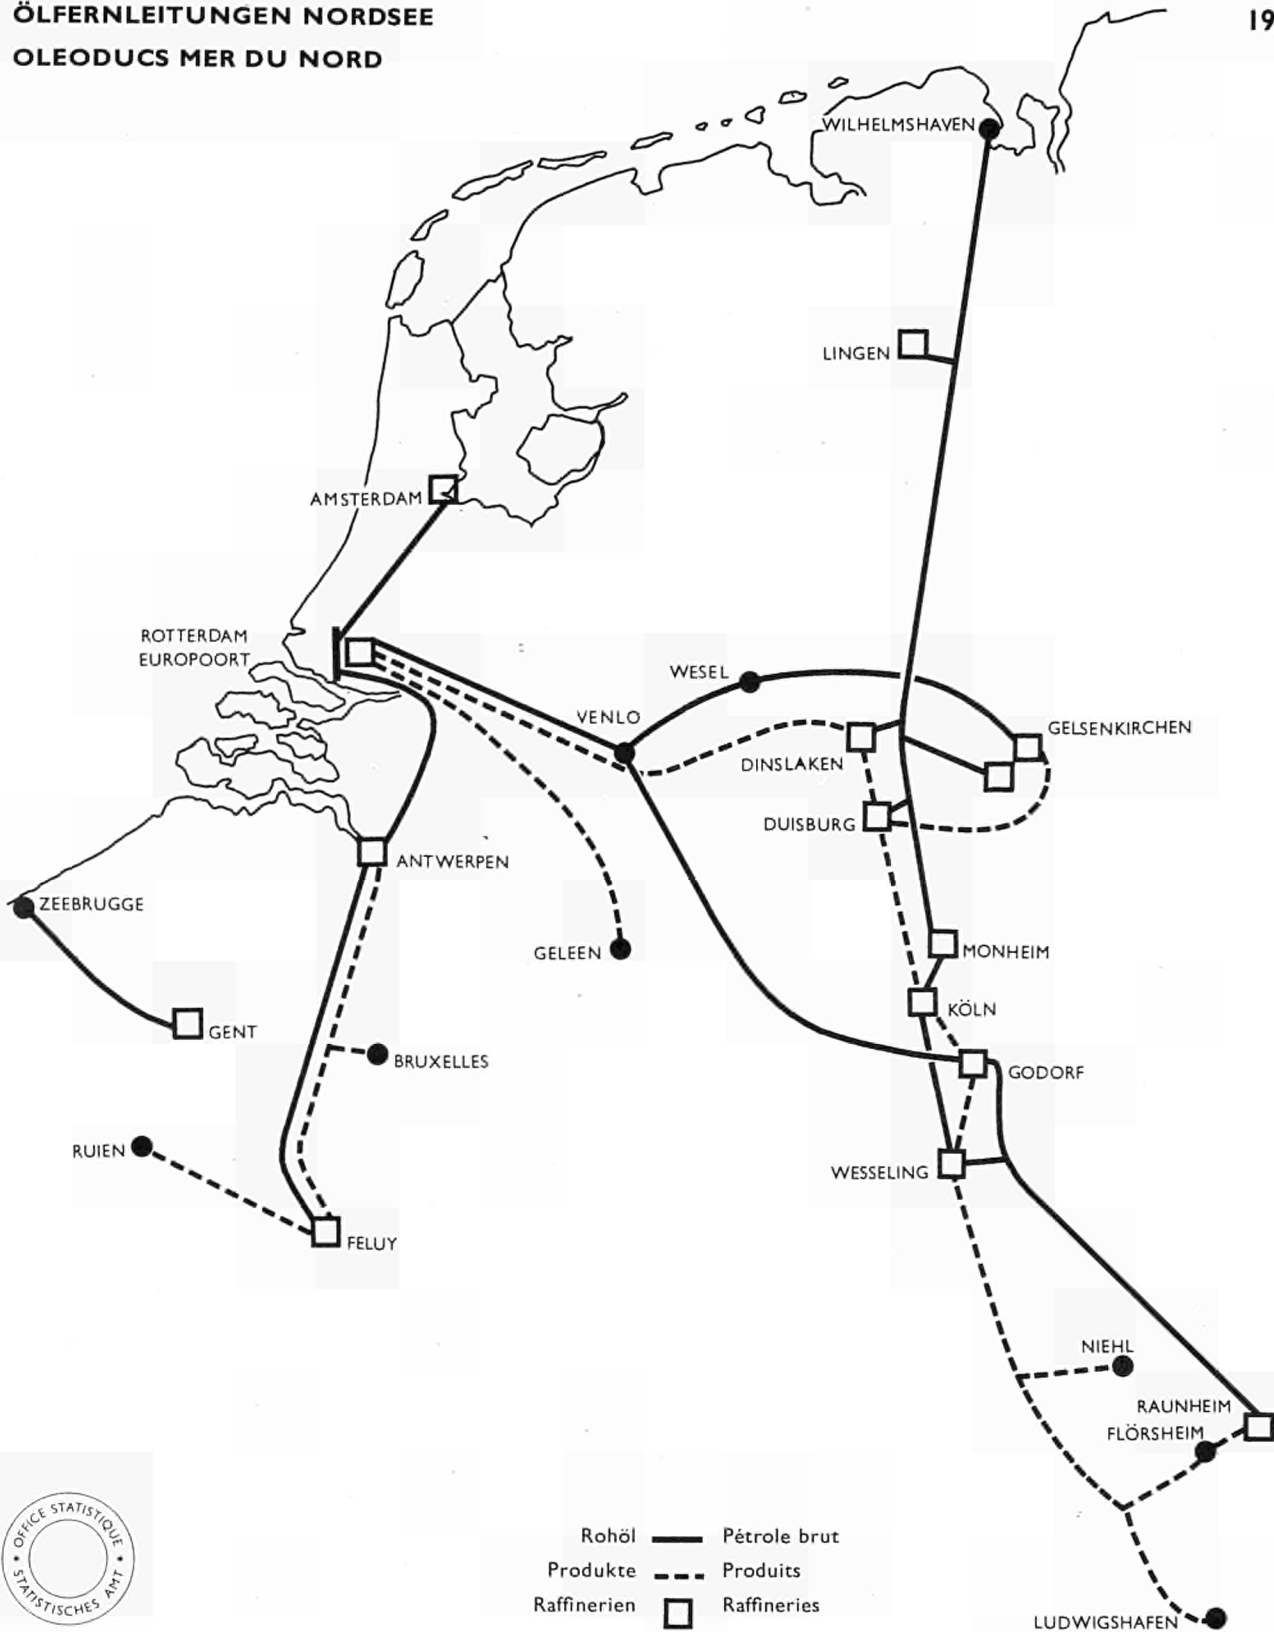 ÖLFERNLEITUNGEN NORDSEE
OLEODUCS MER DU NORD
19
WILHELMSHAVEN
LINGEN
AMSTERDAM
ROTTERDAM
EUROPOORT
WESEL
VENLO
GELSENKIRCHEN
DINSLAKEN
DUISBURG
ANTWERPEN
ZEEBRUGGE
GELEEN
MONHEIM
KÖLN
GENT
BRUXELLES
GODORF
RUIEN
WESSELING
FELUY
NIEHL
RAUNHEIM
FLÖRSHEIM
OFFICE STATISTIQUE
STATISTISCHES AMT
Rohöl Pétrole brut
Produkte Produits
Raffinerien Raffineries
LUDWIGSHAFEN